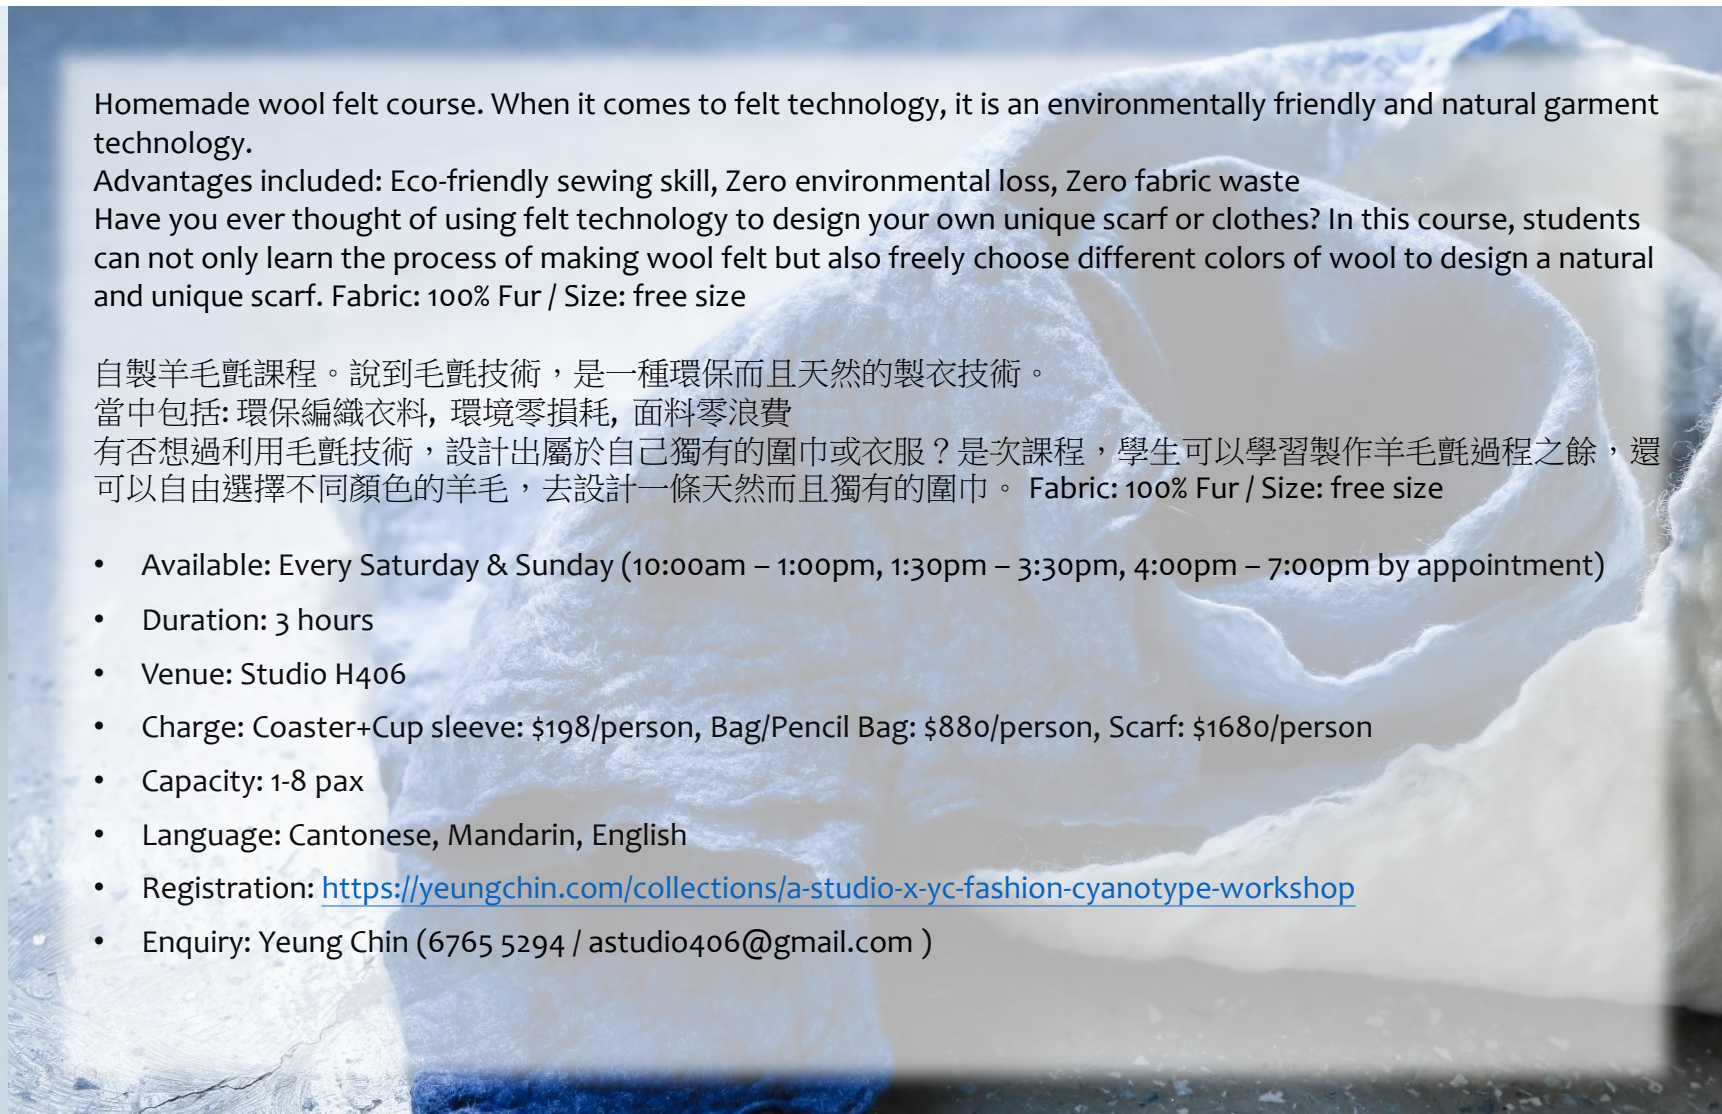 Homemade wool felt course. When it comes to felt technology, it is an environmentally friendly and natural garment
technology.
Advantages included: Eco-friendly sewing skill, Zero environmental loss, Zero fabric waste
Have you ever thought of using felt technology to design your own unique scarf or clothes? In this course, students
can not only learn the process of making wool felt but also freely choose different colors of wool to design a natural
and unique scarf. Fabric: 100% Fur / Size: free size
自製羊毛氈課程。說到毛氈技術，是一種環保而且天然的製衣技術。
當中包括: 環保編織衣料, 環境零損耗, 面料零浪費
有否想過利用毛氈技術，設計出屬於自己獨有的圍巾或衣服？是次課程，學生可以學習製作羊毛氈過程之餘，還
可以自由選擇不同顏色的羊毛，去設計一條天然而且獨有的圍巾。 Fabric: 100% Fur / Size: free size
• Available: Every Saturday & Sunday (10:00am – 1:00pm, 1:30pm – 3:30pm, 4:00pm – 7:00pm by appointment)
• Duration: 3 hours
• Venue: Studio H406
• Charge: Coaster+Cup sleeve: $198/person, Bag/Pencil Bag: $880/person, Scarf: $1680/person
• Capacity: 1-8 pax
• Language: Cantonese, Mandarin, English
• Registration: https://yeungchin.com/collections/a-studio-x-yc-fashion-cyanotype-workshop
• Enquiry: Yeung Chin (6765 5294 / astudio406@gmail.com )